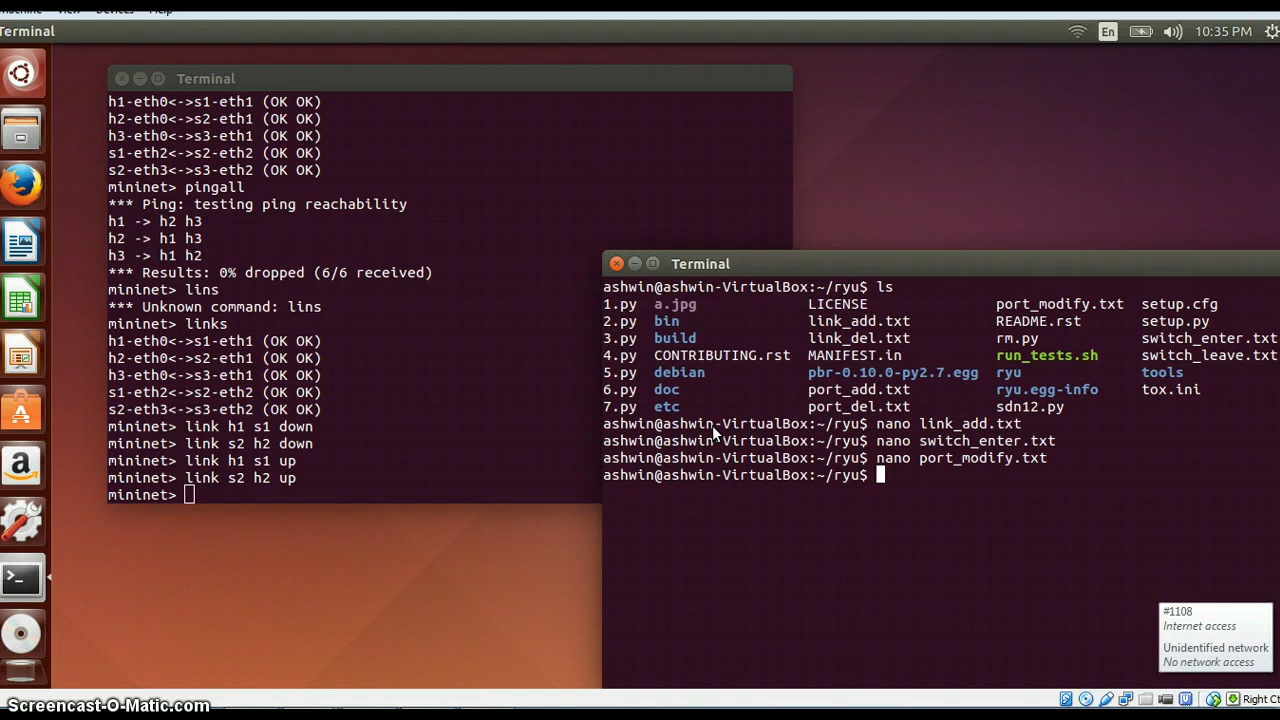 Machine View Devices Help
Terminal
En
10:35 PM
Terminal
h1-eth0<->s1-eth1 (OK OK)
h2-eth0<->s2-eth1 (OK OK)
h3-eth0<->s3-eth1 (OK OK)
s1-eth2<->s2-eth2 (OK OK)
s2-eth3<->s3-eth2 (OK OK)
mininet> pingall
*** Ping: testing ping reachability
h1 -> h2 h3
h2 -> h1 h3
h3 -> h1 h2
*** Results: 0% dropped (6/6 received)
mininet> lins
*** Unknown command: lins
mininet> links
h1-eth0<->s1-eth1 (OK OK)
h2-eth0<->s2-eth1 (OK OK)
h3-eth0<->s3-eth1 (OK OK)
s1-eth2<->s2-eth2 (OK OK)
s2-eth3<->s3-eth2 (OK OK)
mininet> link h1 s1 down
mininet> link s2 h2 down
mininet> link h1 s1 up
mininet> link s2 h2 up
mininet>
Terminal
ashwin@ashwin-VirtualBox:~/ryu$ ls
1.py a.jpg LICENSE port_modify.txt setup.cfg
2.py bin link_add.txt README.rst setup.py
3.py build link_del.txt rm.py switch_enter.txt
4.py CONTRIBUTING.rst MANIFEST.in run_tests.sh switch_leave.txt
5.py debian pbr-0.10.0-py2.7.egg ryu tools
6.py doc port_add.txt ryu.egg-info tox.ini
7.py etc port_del.txt sdn12.py
ashwin@ashwin-VirtualBox:~/ryu$ nano link_add.txt
ashwin@ashwin-VirtualBox:~/ryu$ nano switch_enter.txt
ashwin@ashwin-VirtualBox:~/ryu$ nano port_modify.txt
ashwin@ashwin-VirtualBox:~/ryu$
#1108
Internet access
Unidentified network
No network access
Right Ct
Screencast-O-Matic.com